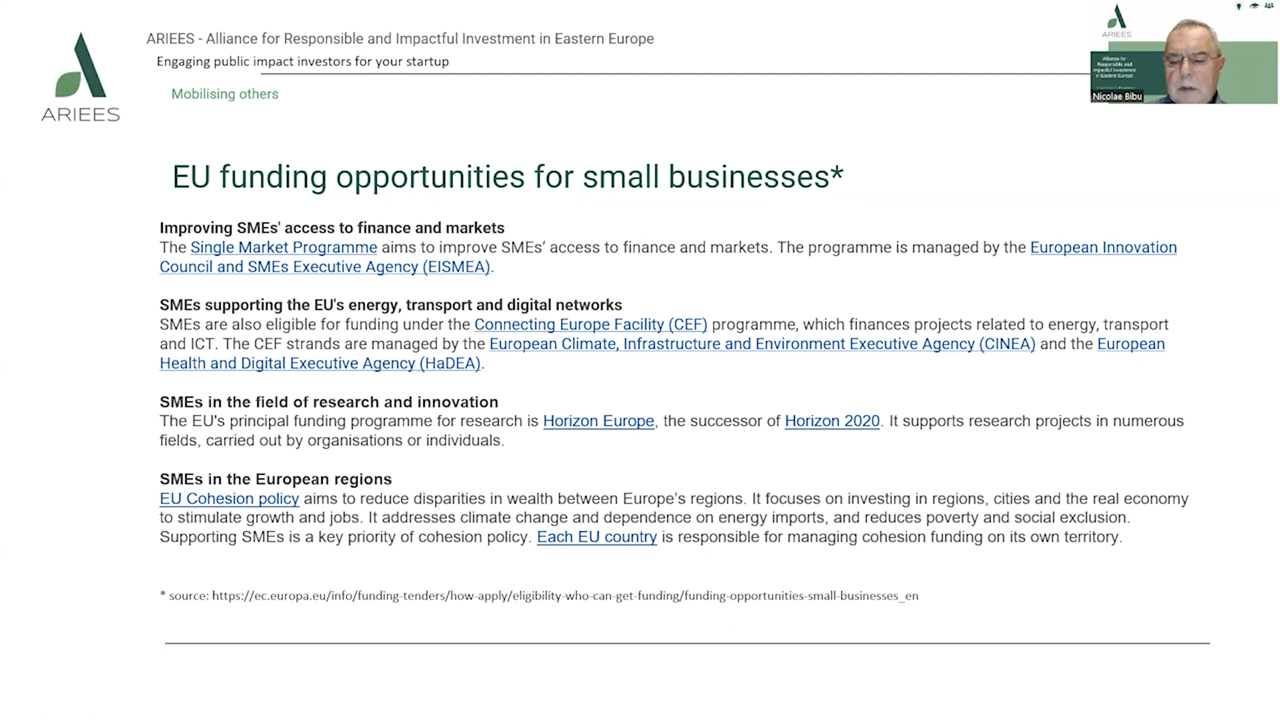 ARIEES - Alliance for Responsible and Impactful Investment in Eastern Europe
Engaging public impact investors for your startup
Mobilising others
ARIEES
ARIEES
Alliance for
Responsible and
Impactful Investment
in Eastern Europe
Nicolae Bibu
EU funding opportunities for small businesses*
Improving SMEs' access to finance and markets
The Single Market Programme aims to improve SMEs’ access to finance and markets. The programme is managed by the European Innovation
Council and SMEs Executive Agency (EISMEA).
SMEs supporting the EU's energy, transport and digital networks
SMEs are also eligible for funding under the Connecting Europe Facility (CEF) programme, which finances projects related to energy, transport
and ICT. The CEF strands are managed by the European Climate, Infrastructure and Environment Executive Agency (CINEA) and the European
Health and Digital Executive Agency (HaDEA).
SMEs in the field of research and innovation
The EU's principal funding programme for research is Horizon Europe, the successor of Horizon 2020. It supports research projects in numerous
fields, carried out by organisations or individuals.
SMEs in the European regions
EU Cohesion policy aims to reduce disparities in wealth between Europe’s regions. It focuses on investing in regions, cities and the real economy
to stimulate growth and jobs. It addresses climate change and dependence on energy imports, and reduces poverty and social exclusion.
Supporting SMEs is a key priority of cohesion policy. Each EU country is responsible for managing cohesion funding on its own territory.
* source: https://ec.europa.eu/info/funding-tenders/how-apply/eligibility-who-can-get-funding/funding-opportunities-small-businesses_en